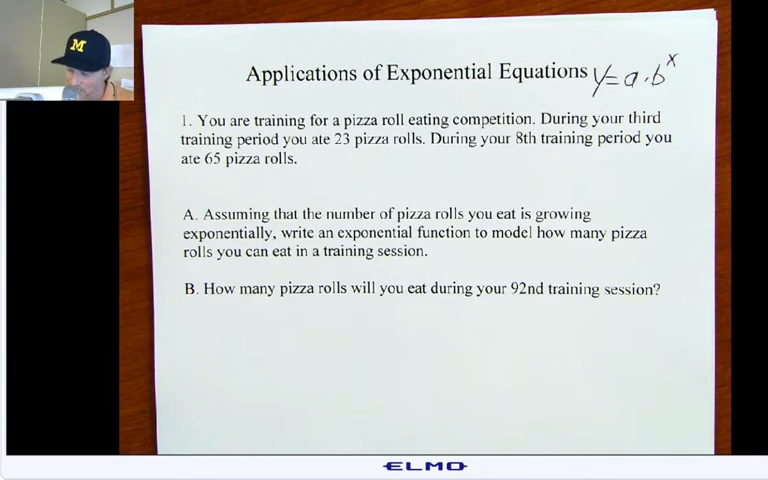 M
Applications of Exponential Equations y=a·b^x
1. You are training for a pizza roll eating competition. During your third
training period you ate 23 pizza rolls. During your 8th training period you
ate 65 pizza rolls.
A. Assuming that the number of pizza rolls you eat is growing
exponentially, write an exponential function to model how many pizza
rolls you can eat in a training session.
B. How many pizza rolls will you eat during your 92nd training session?
ELMO